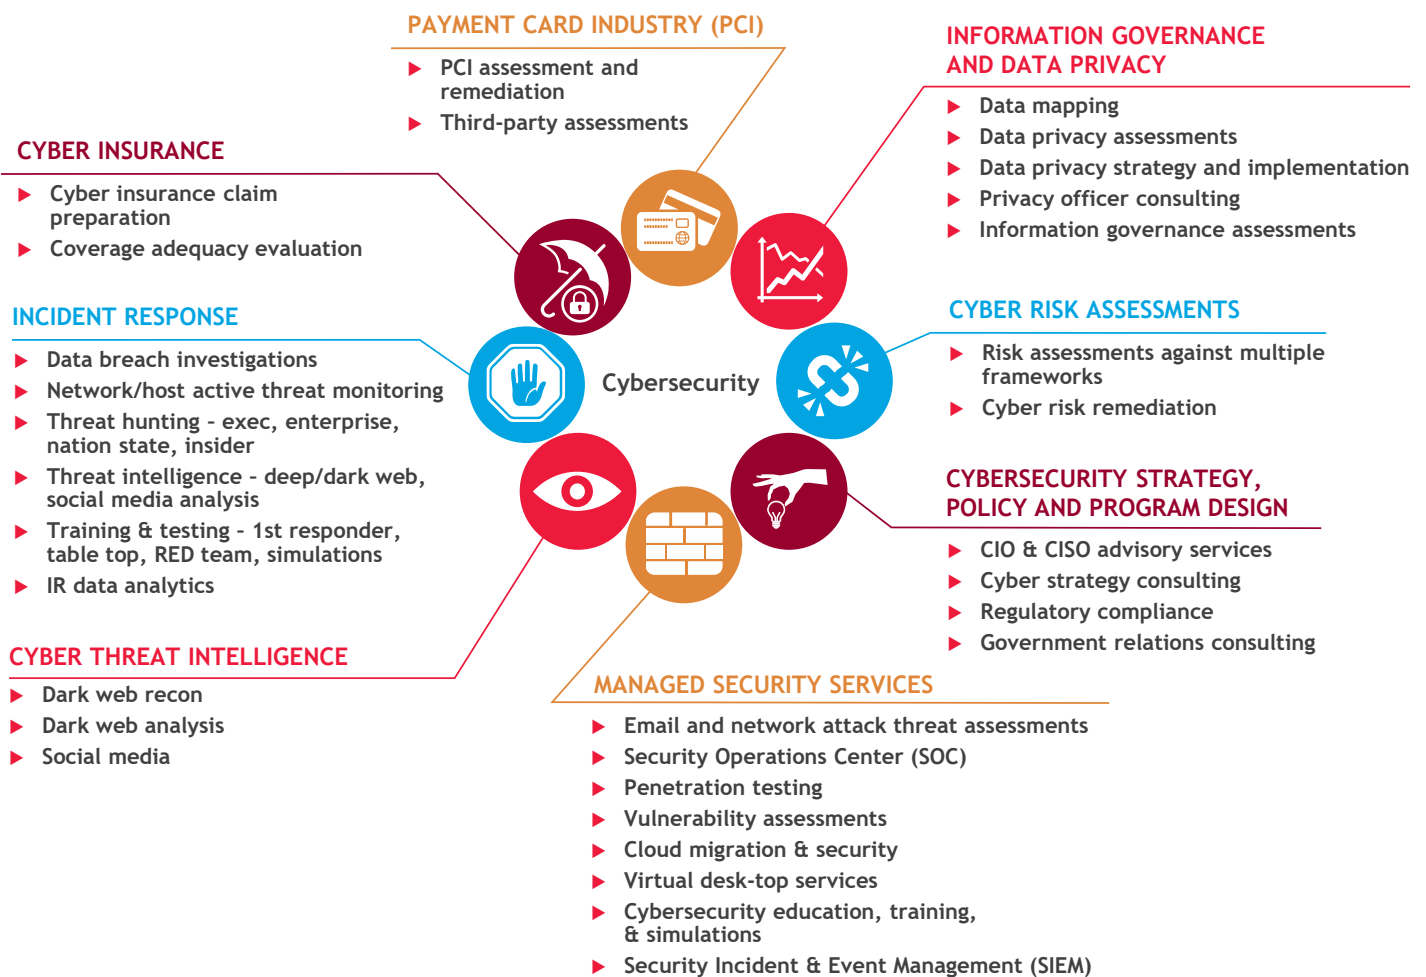 PAYMENT CARD INDUSTRY (PCI)
PCI assessment and
remediation
Third-party assessments
INFORMATION GOVERNANCE
AND DATA PRIVACY
Data mapping
Data privacy assessments
Data privacy strategy and implementation
Privacy officer consulting
Information governance assessments
CYBER INSURANCE
Cyber insurance claim
preparation
Coverage adequacy evaluation
INCIDENT RESPONSE
Data breach investigations
Network/host active threat monitoring
Threat hunting – exec, enterprise,
nation state, insider
Threat intelligence – deep/dark web,
social media analysis
Training & testing – 1st responder,
table top, RED team, simulations
IR data analytics
Cybersecurity
CYBER RISK ASSESSMENTS
Risk assessments against multiple
frameworks
Cyber risk remediation
CYBERSECURITY STRATEGY,
POLICY AND PROGRAM DESIGN
CIO & CISO advisory services
Cyber strategy consulting
Regulatory compliance
Government relations consulting
CYBER THREAT INTELLIGENCE
Dark web recon
Dark web analysis
Social media
MANAGED SECURITY SERVICES
Email and network attack threat assessments
Security Operations Center (SOC)
Penetration testing
Vulnerability assessments
Cloud migration & security
Virtual desk-top services
Cybersecurity education, training,
& simulations
Security Incident & Event Management (SIEM)